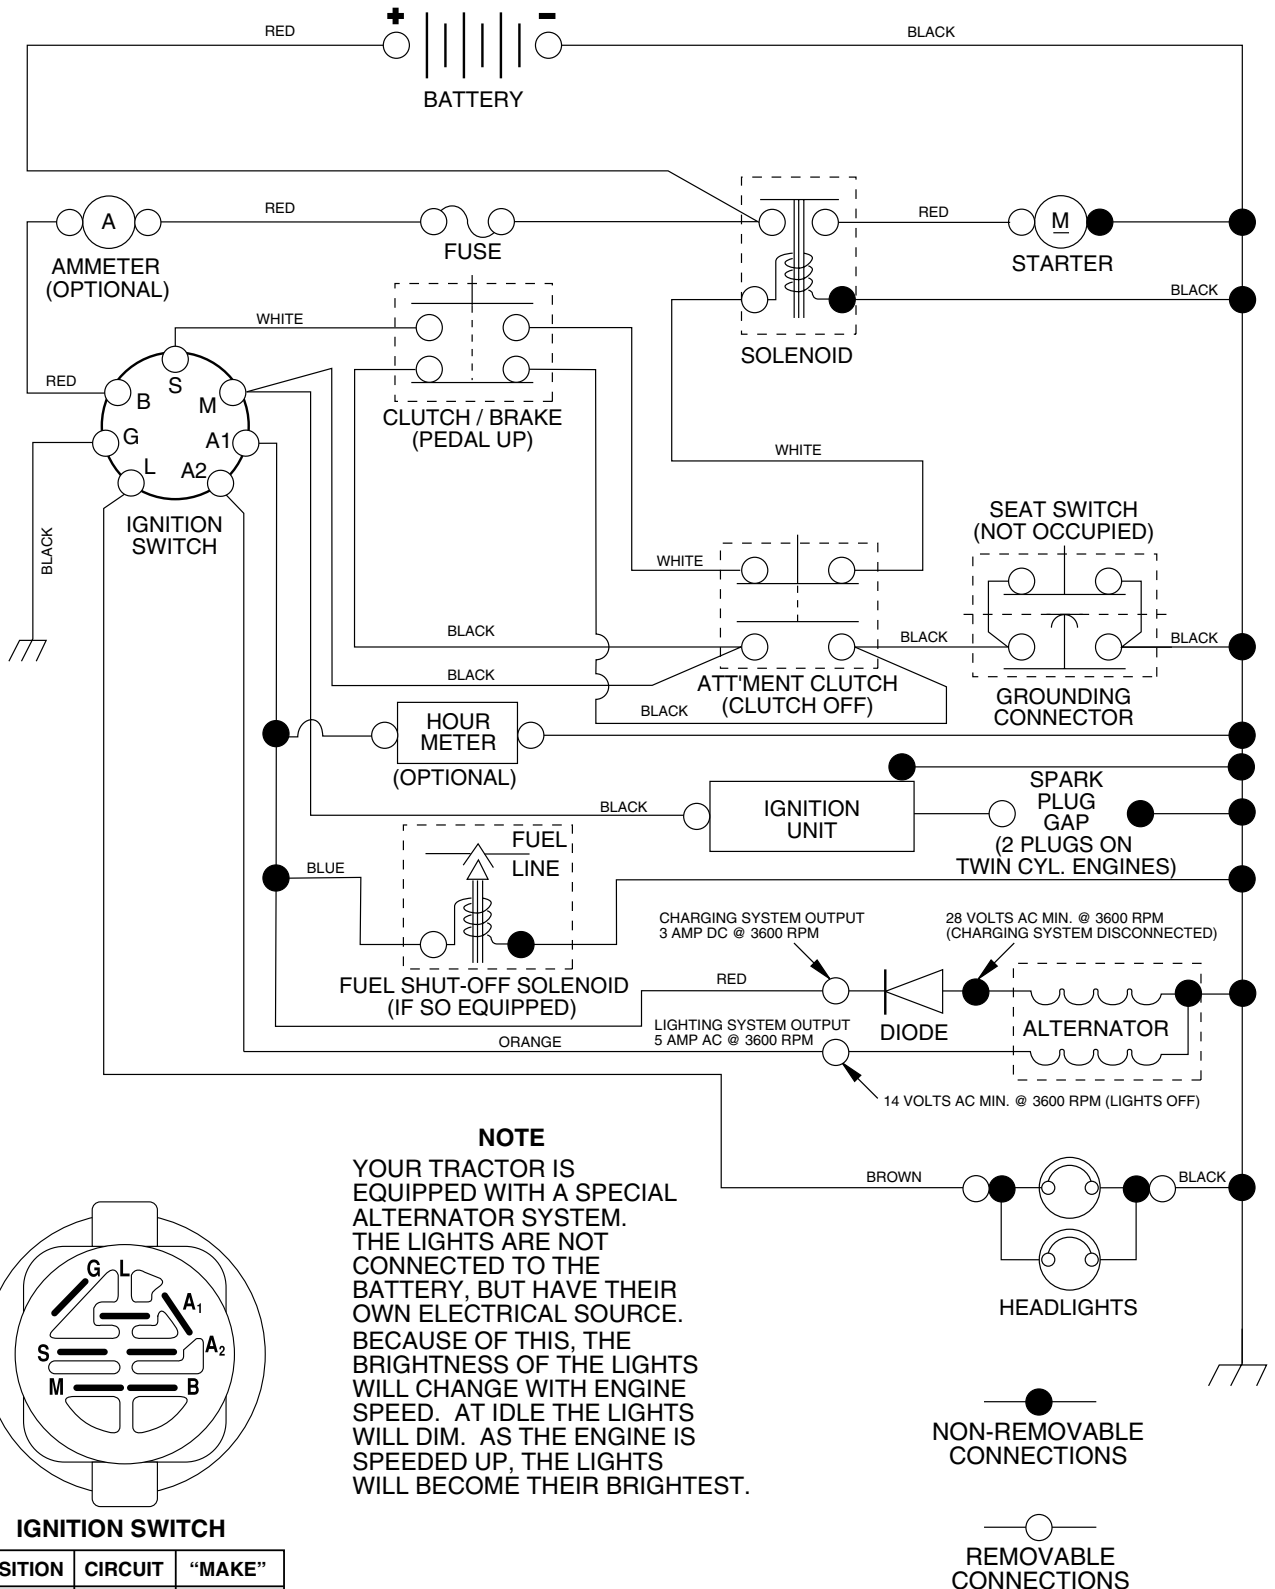 + -
RED
BLACK
BATTERY
RED
RED
A
M
FUSE
STARTER
AMMETER
(OPTIONAL)
BLACK
WHITE
SOLENOID
RED
S
B
M
CLUTCH / BRAKE
(PEDAL UP)
G
A1
L
A2
WHITE
IGNITION
SWITCH
BLACK
SEAT SWITCH
(NOT OCCUPIED)
WHITE
BLACK
BLACK
BLACK
BLACK
ATT'MENT CLUTCH
(CLUTCH OFF)
GROUNDING
CONNECTOR
BLACK
HOUR
METER
(OPTIONAL)
BLACK
IGNITION
UNIT
SPARK
PLUG
GAP
(2 PLUGS ON
TWIN CYL. ENGINES)
FUEL
LINE
BLUE
CHARGING SYSTEM OUTPUT
3 AMP DC @ 3600 RPM
28 VOLTS AC MIN. @ 3600 RPM
(CHARGING SYSTEM DISCONNECTED)
FUEL SHUT-OFF SOLENOID
(IF SO EQUIPPED)
RED
DIODE
ALTERNATOR
LIGHTING SYSTEM OUTPUT
5 AMP AC @ 3600 RPM
ORANGE
14 VOLTS AC MIN. @ 3600 RPM (LIGHTS OFF)
NOTE
YOUR TRACTOR IS
EQUIPPED WITH A SPECIAL
ALTERNATOR SYSTEM.
THE LIGHTS ARE NOT
CONNECTED TO THE
BATTERY, BUT HAVE THEIR
OWN ELECTRICAL SOURCE.
BECAUSE OF THIS, THE
BRIGHTNESS OF THE LIGHTS
WILL CHANGE WITH ENGINE
SPEED. AT IDLE THE LIGHTS
WILL DIM. AS THE ENGINE IS
SPEEDED UP, THE LIGHTS
WILL BECOME THEIR BRIGHTEST.
BROWN
BLACK
HEADLIGHTS
G L
A1
S
A2
M
B
IGNITION SWITCH
SITION CIRCUIT “MAKE”
NON-REMOVABLE
CONNECTIONS
REMOVABLE
CONNECTIONS